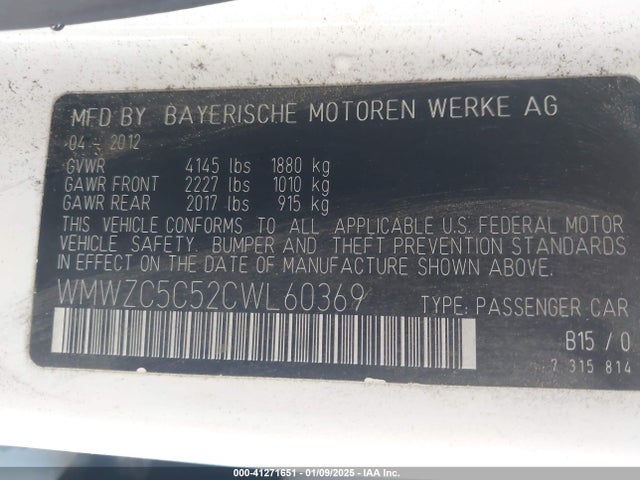 MFD BY BAYERISCHE MOTOREN WERKE AG
04 - 2012
GVWR 4145 lbs 1880 kg
GAWR FRONT 2227 lbs 1010 kg
GAWR REAR 2017 lbs 915 kg
THIS VEHICLE CONFORMS TO ALL APPLICABLE U.S. FEDERAL MOTOR
VEHICLE SAFETY, BUMPER AND THEFT PREVENTION STANDARDS
IN EFFECT ON THE DATE OF MANUFACTURE SHOWN ABOVE.
WMWZC5C52CWL60369 TYPE: PASSENGER CAR
B15 / 0
7 315 814
000-41271651 | 01/09/2025 - IAAI.com